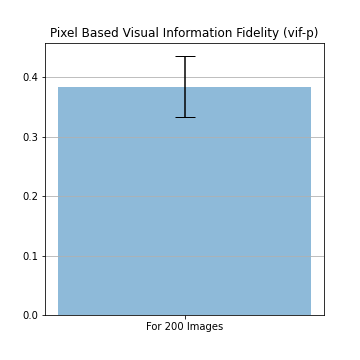 Pixel Based Visual Information Fidelity (vif-p)
0.4
0.3
0.2
0.1
0.0
For 200 Images